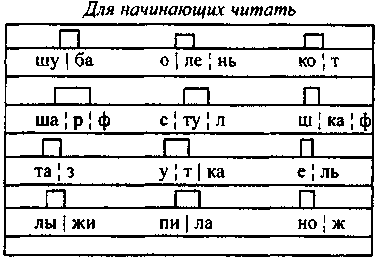 Для начинающих читать
шу | ба о ¦ ле ¦ нь ко ¦ т
ша ¦ р ¦ ф с ¦ ту ¦ л ш ¦ ка ¦ ф
та ¦ з у ¦ т | ка е ¦ ль
лы | жи пи | ла но ¦ ж